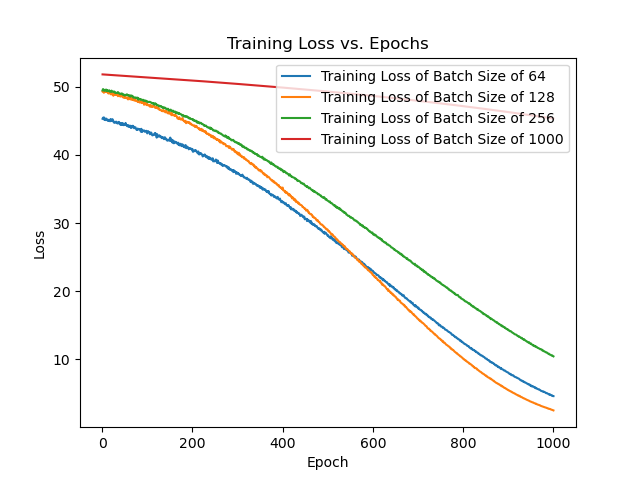 Training Loss vs. Epochs
Training Loss of Batch Size of 64
Training Loss of Batch Size of 128
Training Loss of Batch Size of 256
Training Loss of Batch Size of 1000
Loss
50
40
30
20
10
0 200 400 600 800 1000
Epoch